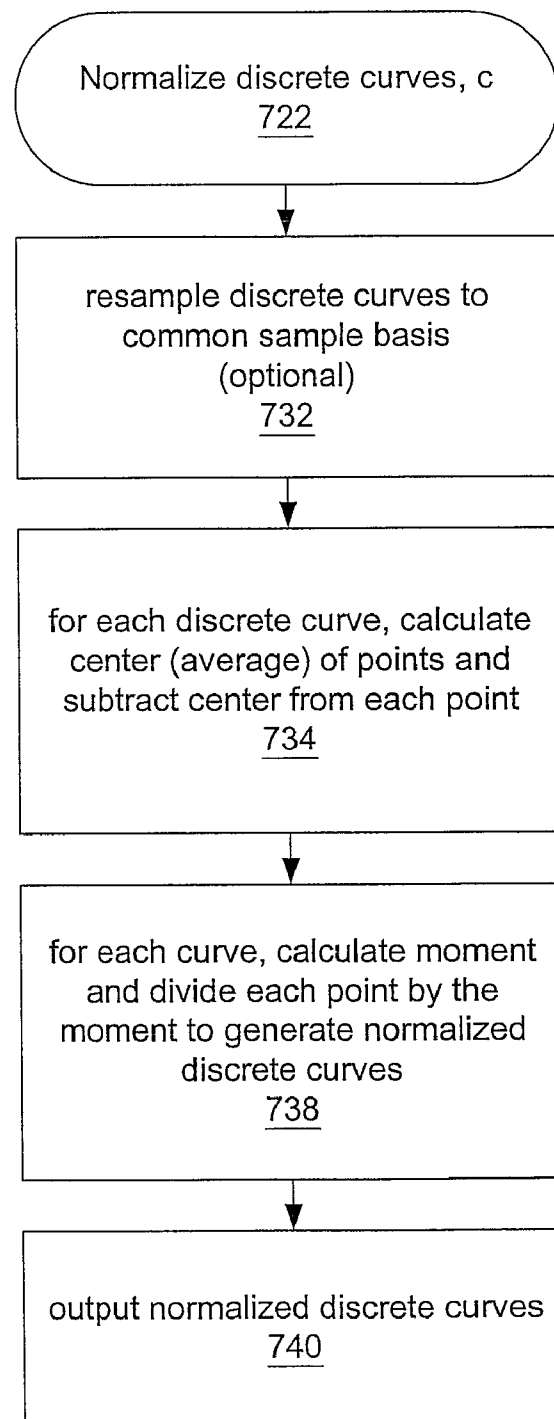 Normalize discrete curves, c
722
resample discrete curves to
common sample basis
(optional)
732
for each discrete curve, calculate
center (average) of points and
subtract center from each point
734
for each curve, calculate moment
and divide each point by the
moment to generate normalized
discrete curves
738
output normalized discrete curves
740